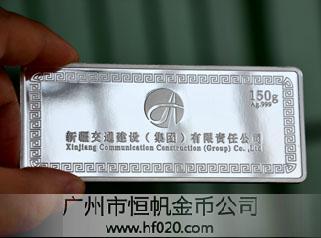 150g
Ag.999
新疆交通建设（集团）有限责任公司
Xinjiang Communication Construction (Group) Co.,Ltd
广州市恒帆金币公司
www.hf020.com